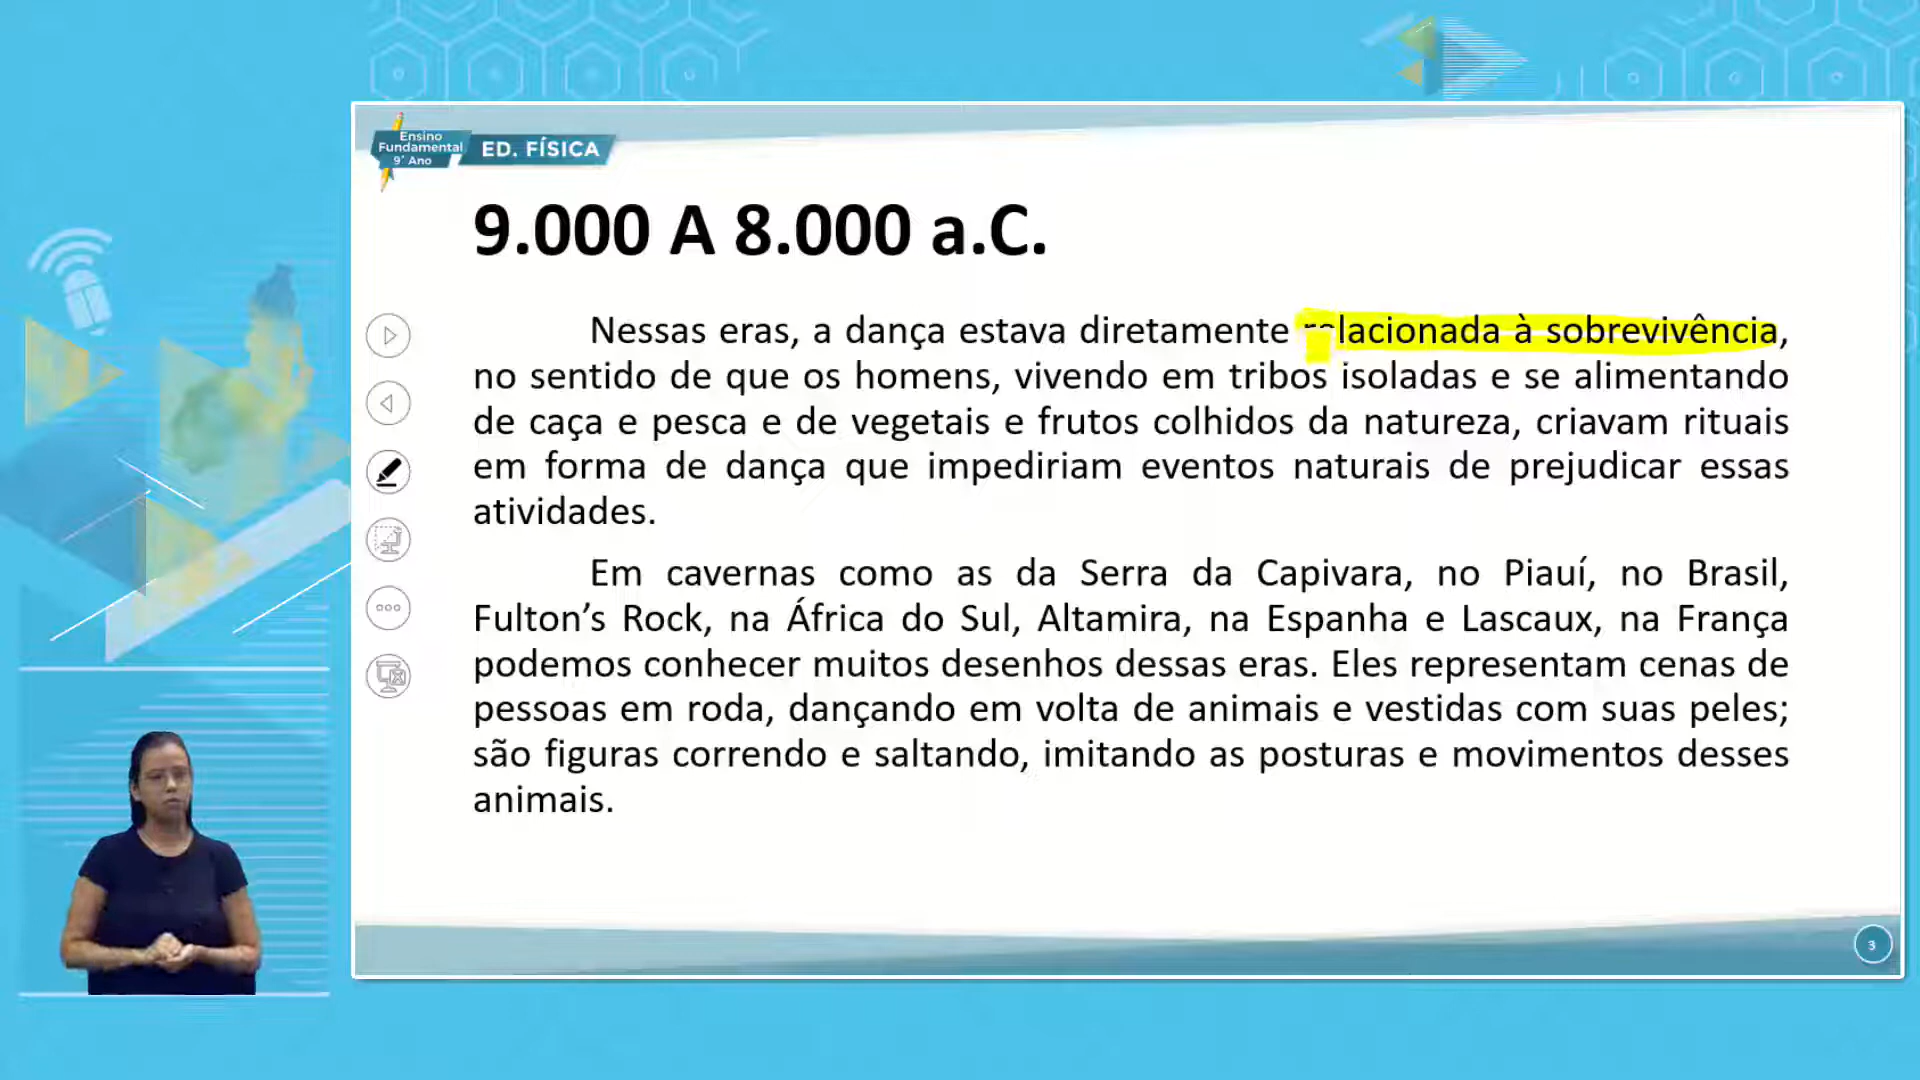 Ensino
Fundamental
9° Ano
ED. FÍSICA
9.000 A 8.000 a.C.
Nessas eras, a dança estava diretamente relacionada à sobrevivência,
no sentido de que os homens, vivendo em tribos isoladas e se alimentando
de caça e pesca e de vegetais e frutos colhidos da natureza, criavam rituais
em forma de dança que impediriam eventos naturais de prejudicar essas
atividades.
Em cavernas como as da Serra da Capivara, no Piauí, no Brasil,
Fulton’s Rock, na África do Sul, Altamira, na Espanha e Lascaux, na França
podemos conhecer muitos desenhos dessas eras. Eles representam cenas de
pessoas em roda, dançando em volta de animais e vestidas com suas peles;
são figuras correndo e saltando, imitando as posturas e movimentos desses
animais.
3